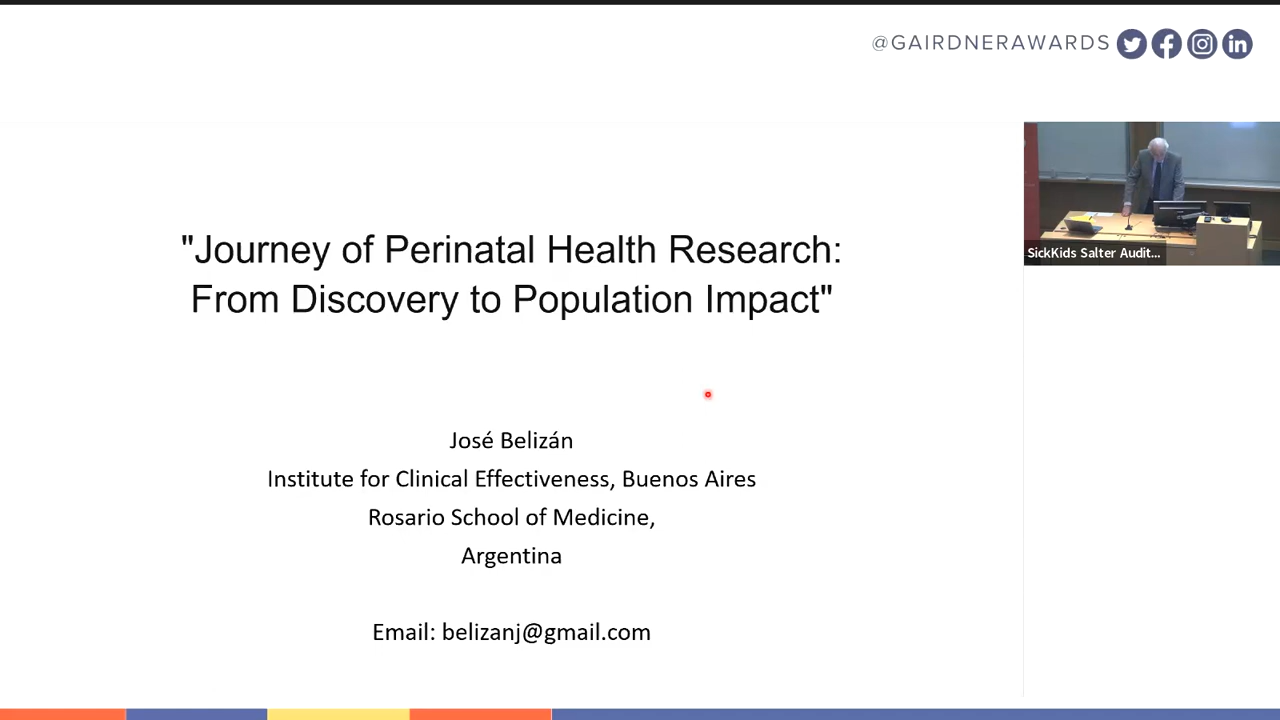 @GAIRDNERAWARDS
"Journey of Perinatal Health Research:
From Discovery to Population Impact"
SickKids Salter Audit...
José Belizán
Institute for Clinical Effectiveness, Buenos Aires
Rosario School of Medicine,
Argentina
Email: belizanj@gmail.com